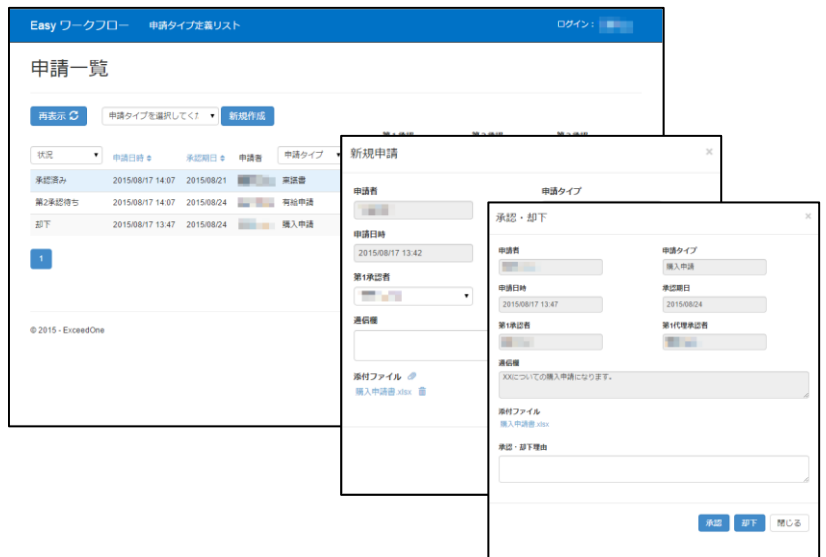 Easy ワークフロー 申請タイプ定義リスト ログイン：
申請一覧
再表示 申請タイプを選択してくだ 新規作成
状況 申請日時 承認期日 申請者 申請タイプ
承認済み 2015/08/17 14:07 2015/08/21 稟議書
第2承認待ち 2015/08/17 14:07 2015/08/24 有給申請
却下 2015/08/17 13:47 2015/08/24 購入申請
1
© 2015 - ExceedOne
新規申請 ×
申請者 申請タイプ
申請日時
2015/08/17 13:42
第1承認者
通信欄
添付ファイル
購入申請書.xlsx
承認・却下 ×
申請者 申請タイプ
購入申請
申請日時 承認期日
2015/08/17 13:47 2015/08/24
第1承認者 第1代理承認者
通信欄
XXについての購入申請になります。
添付ファイル
購入申請書.xlsx
承認・却下理由
承認 却下 閉じる